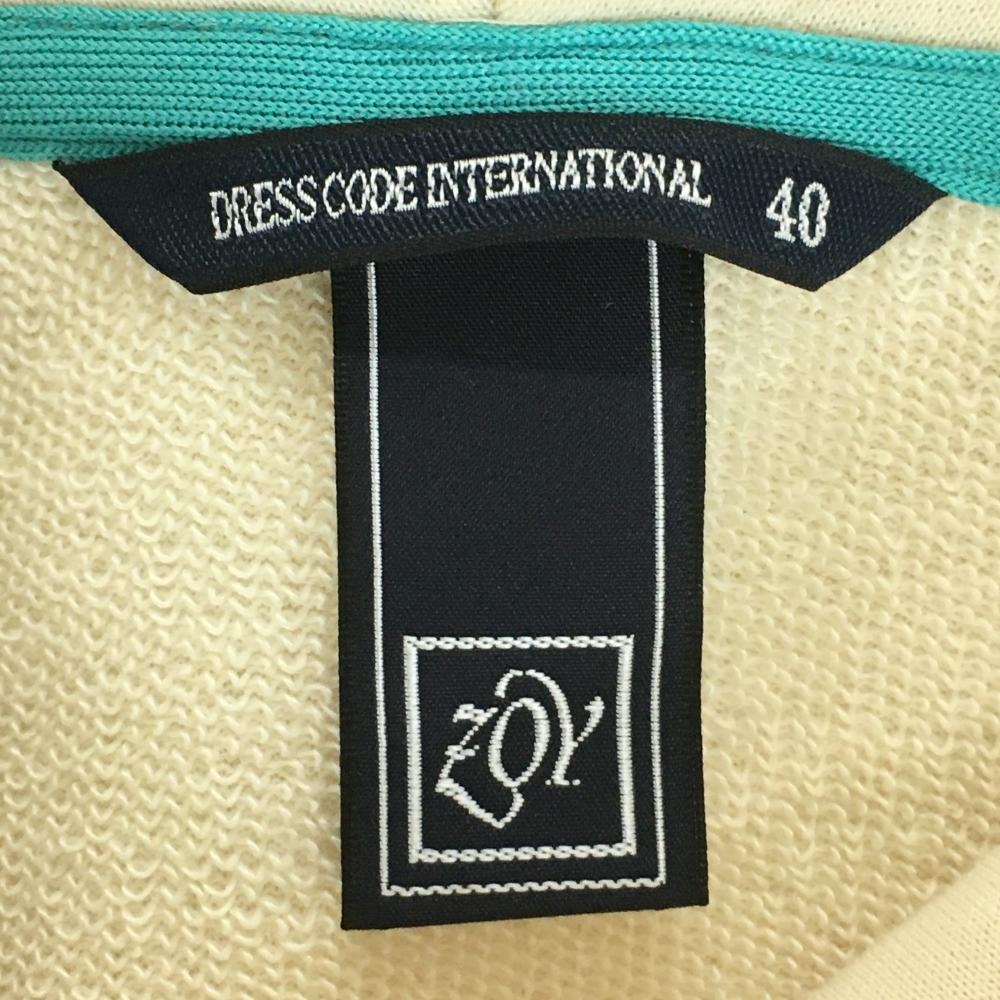 DRESS CODE INTERNATIONAL 40
ZOY